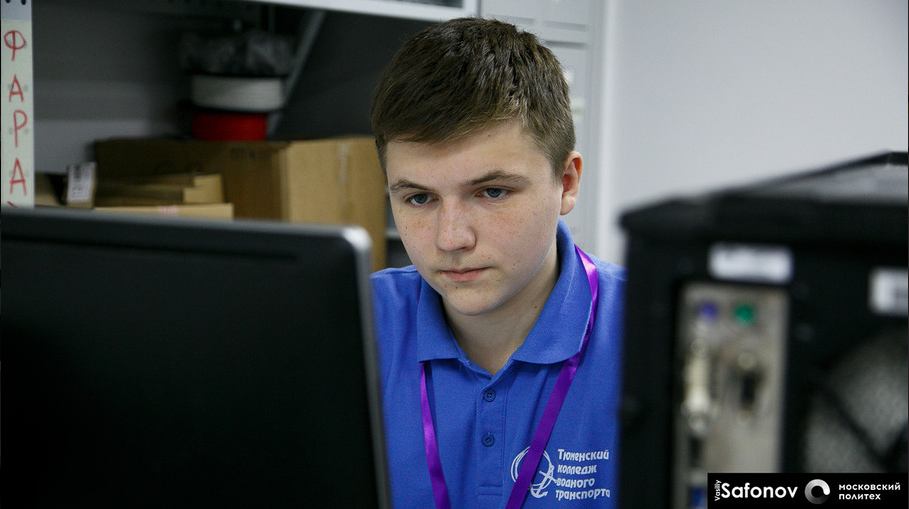 ФАРА
Тюменский
колледж
водного
транспорта
Vasily
Safonov
московский
политех